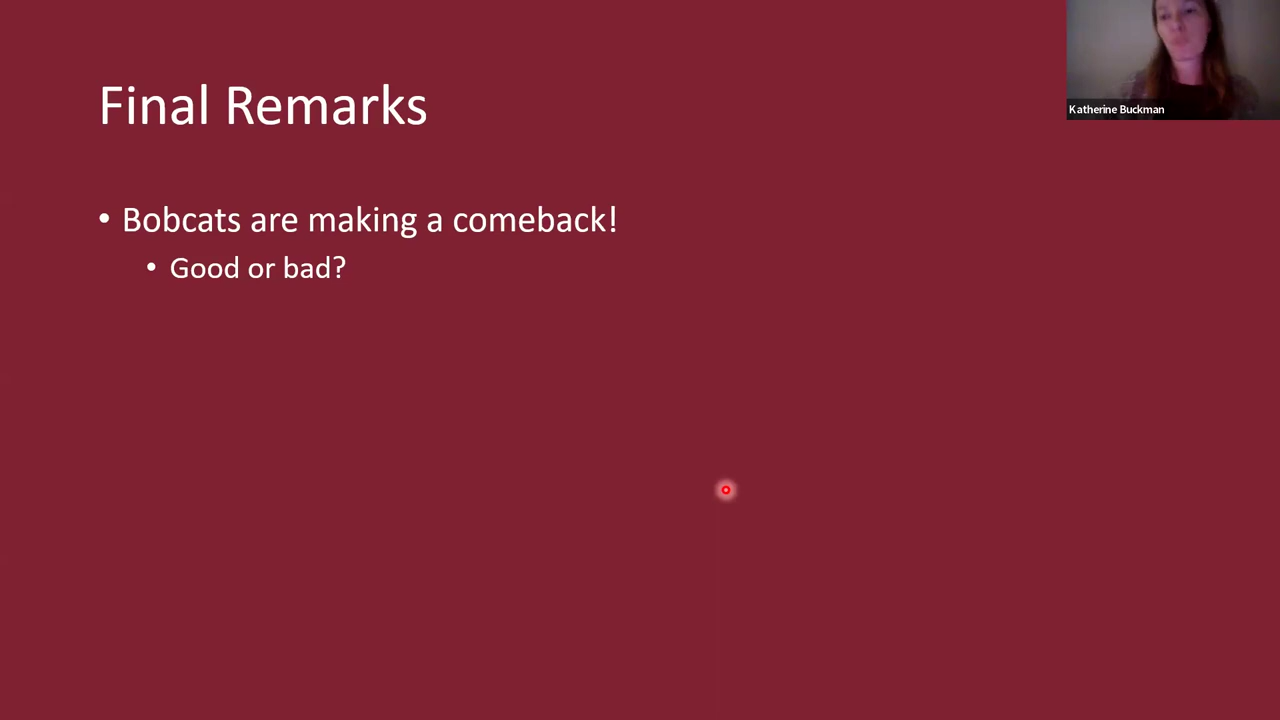 Katherine Buckman
Final Remarks
• Bobcats are making a comeback!
• Good or bad?